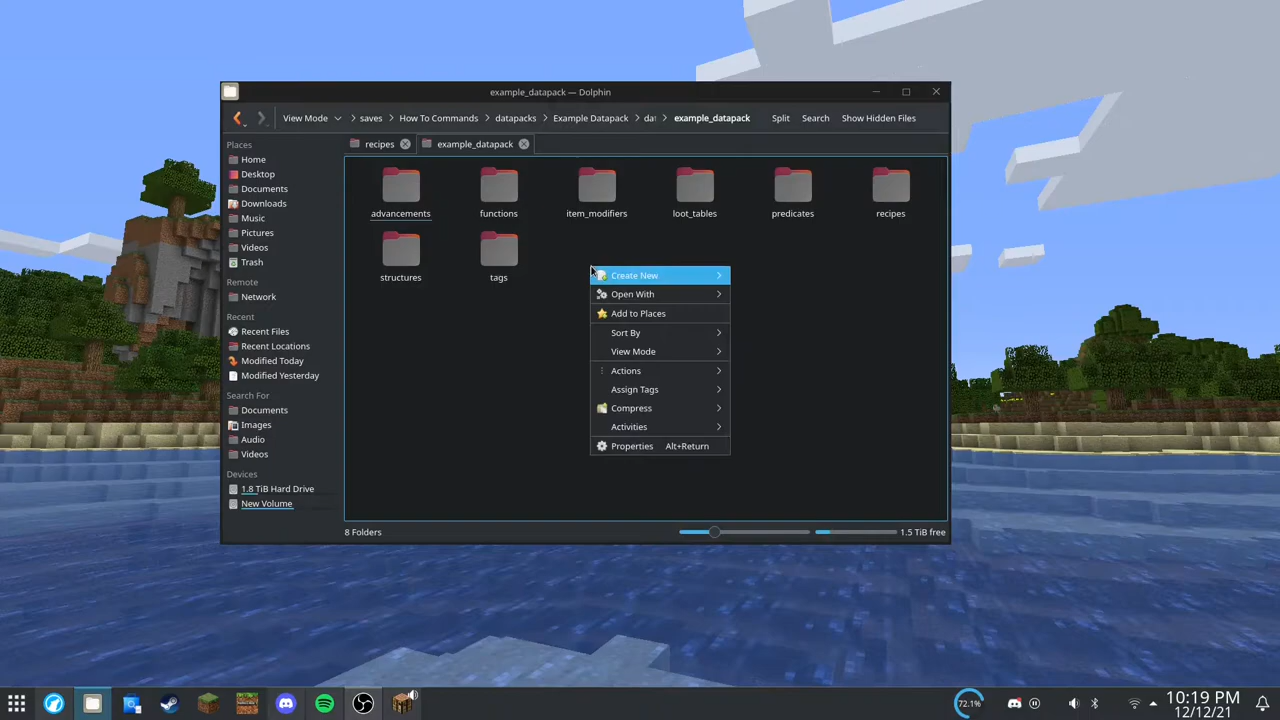 example_datapack — Dolphin
View Mode
saves
How To Commands
datapacks
Example Datapack
dat
example_datapack
Split
Search
Show Hidden Files
Places
recipes
example_datapack
Home
Desktop
Documents
Downloads
Music
Pictures
Videos
Trash
Remote
Network
Recent
Recent Files
Recent Locations
Modified Today
Modified Yesterday
Search For
Documents
Images
Audio
Videos
Devices
1.8 TiB Hard Drive
New Volume
advancements
functions
item_modifiers
loot_tables
predicates
recipes
structures
tags
Create New
Open With
Add to Places
Sort By
View Mode
Actions
Assign Tags
Compress
Activities
Properties Alt+Return
8 Folders
1.5 TiB free
72.1%
10:19 PM
12/12/21